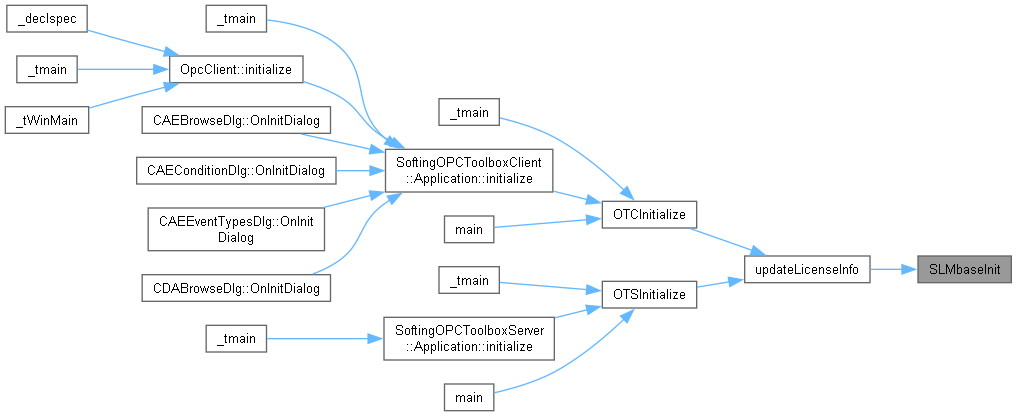 _declspec
_tmain
_tmain
OpcClient::initialize
_tWinMain
CAEBrowseDlg::OnInitDialog
_tmain
CAEConditionDlg::OnInitDialog
SoftingOPCToolboxClient
::Application::initialize
CAEEventTypesDlg::OnInit
Dialog
main
OTCInitialize
CDABrowseDlg::OnInitDialog
_tmain
OTSInitialize
updateLicenseInfo
SLMbaseInit
_tmain
SoftingOPCToolboxServer
::Application::initialize
main